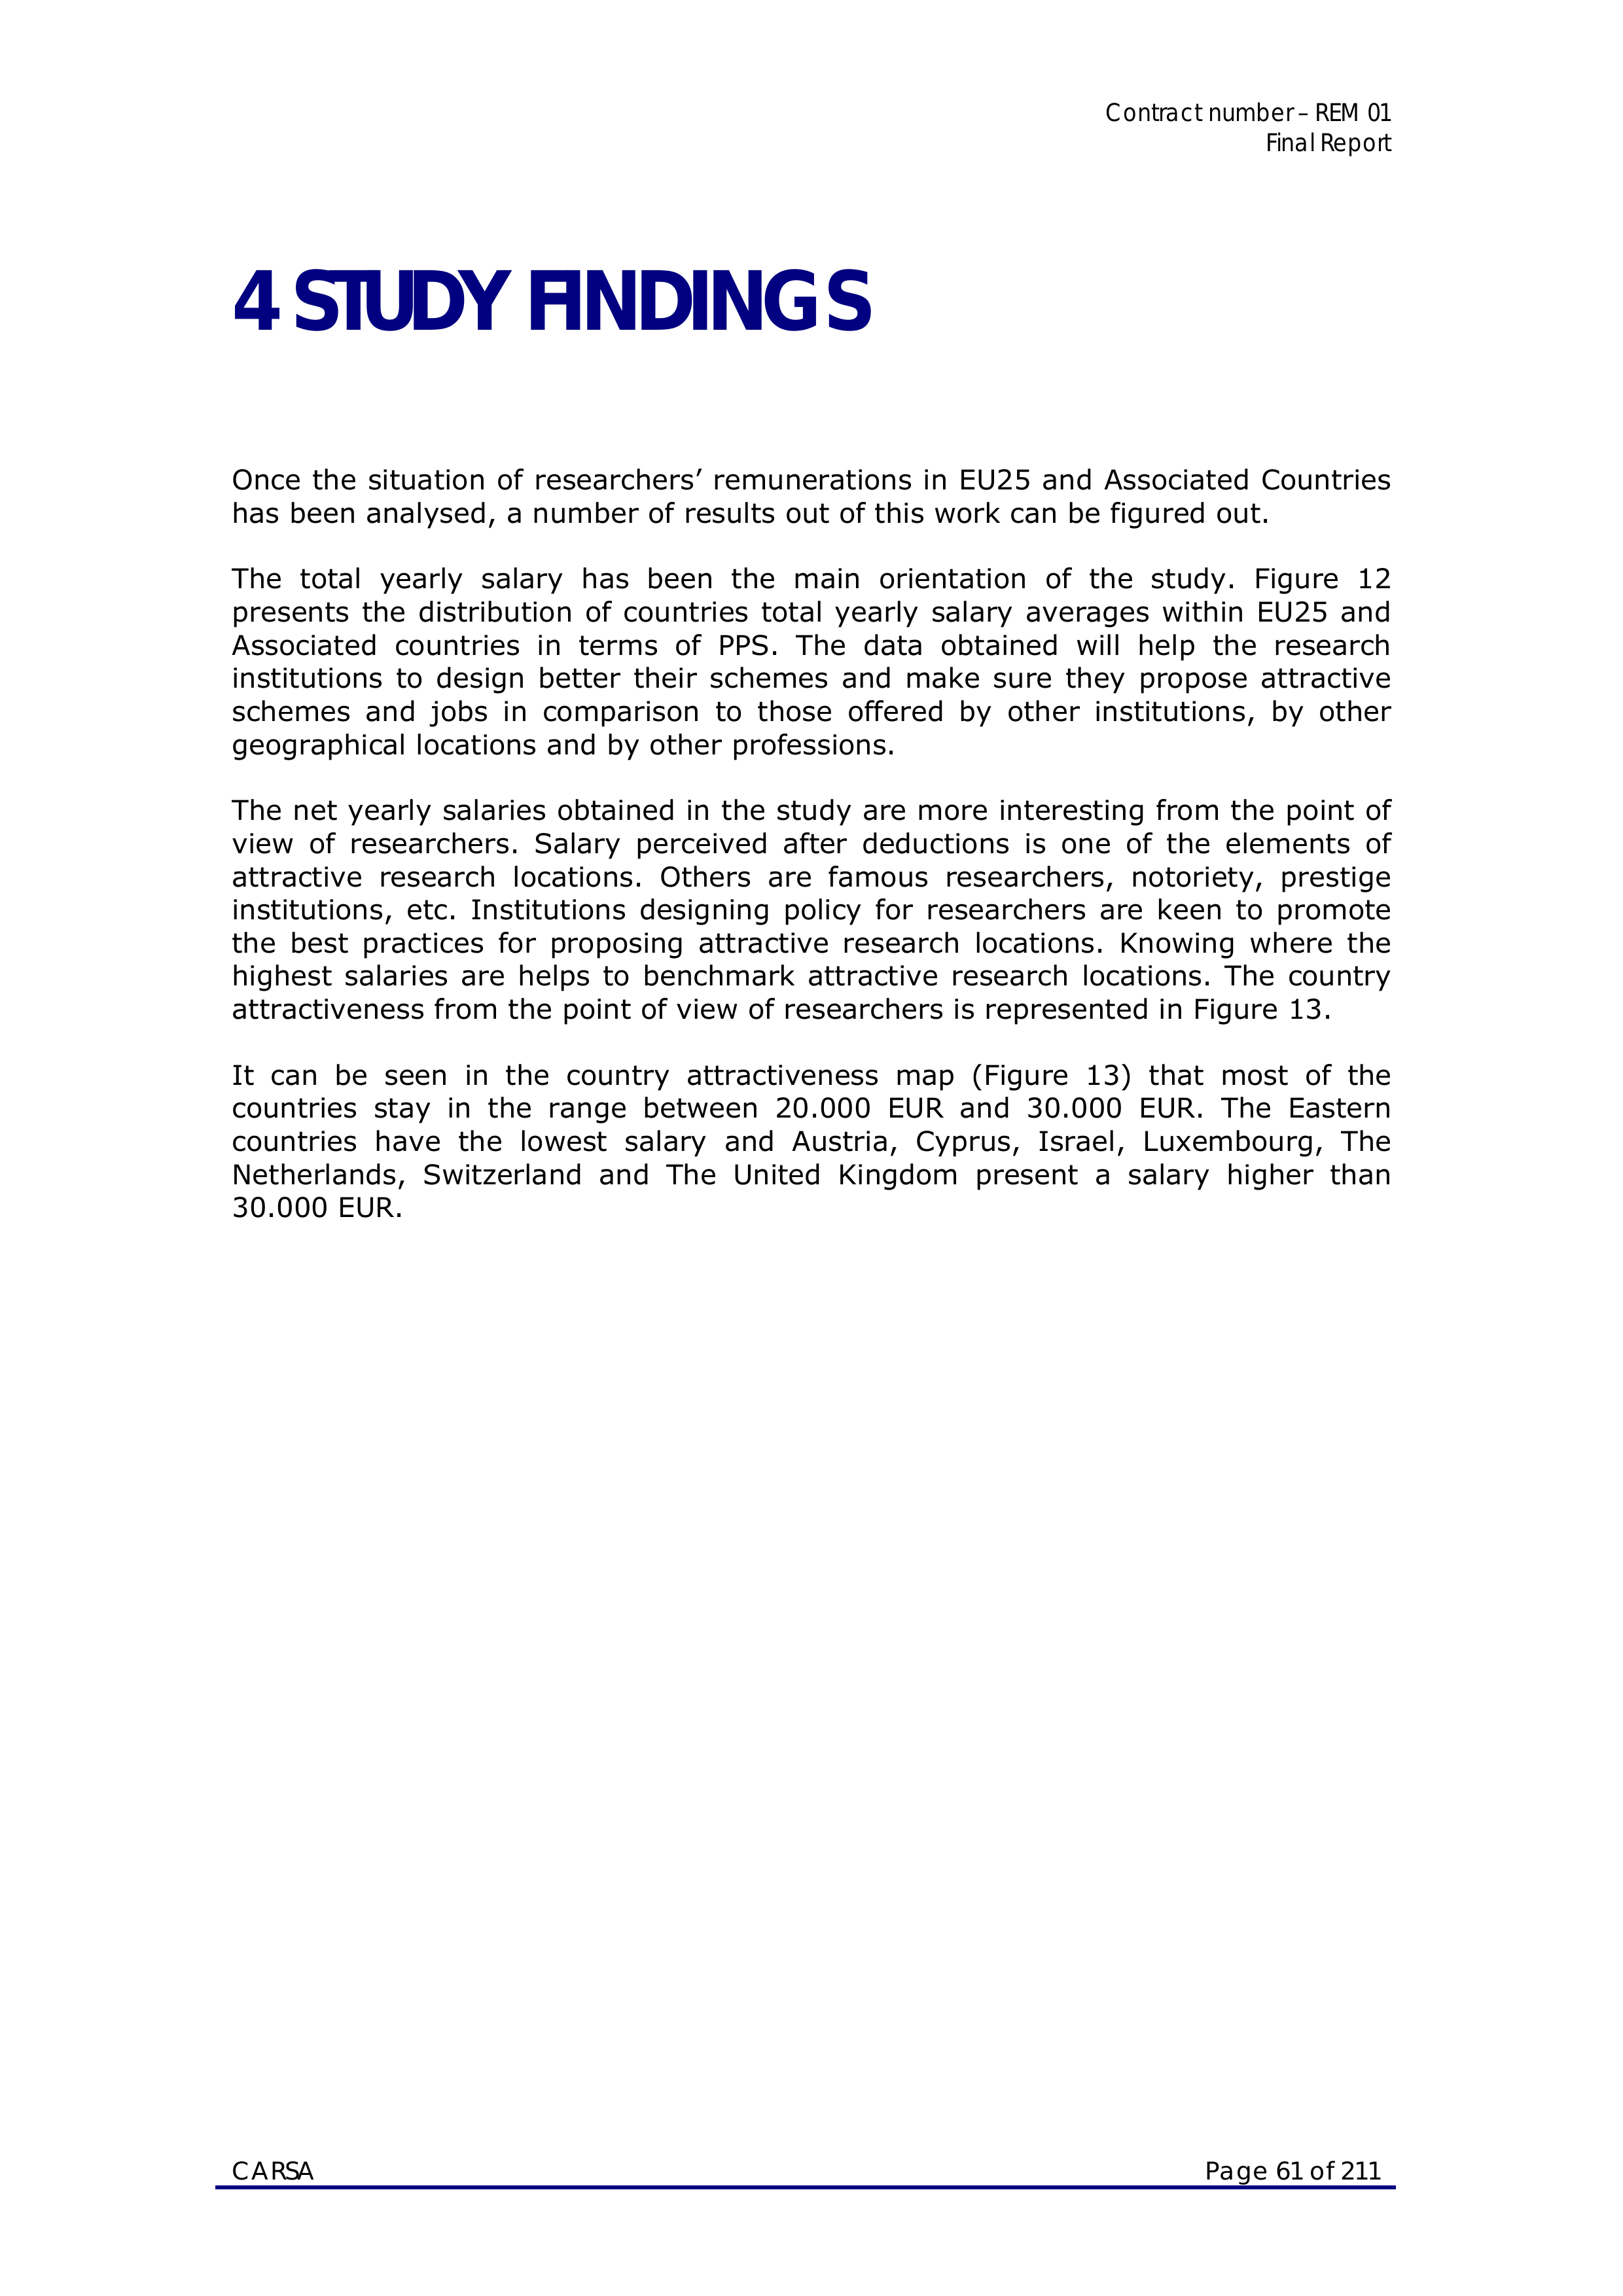 Contract number – REM 01
Final Report
4 STUDY FINDINGS
Once the situation of researchers’ remunerations in EU25 and Associated Countries
has been analysed, a number of results out of this work can be figured out.
The total yearly salary has been the main orientation of the study. Figure 12
presents the distribution of countries total yearly salary averages within EU25 and
Associated countries in terms of PPS. The data obtained will help the research
institutions to design better their schemes and make sure they propose attractive
schemes and jobs in comparison to those offered by other institutions, by other
geographical locations and by other professions.
The net yearly salaries obtained in the study are more interesting from the point of
view of researchers. Salary perceived after deductions is one of the elements of
attractive research locations. Others are famous researchers, notoriety, prestige
institutions, etc. Institutions designing policy for researchers are keen to promote
the best practices for proposing attractive research locations. Knowing where the
highest salaries are helps to benchmark attractive research locations. The country
attractiveness from the point of view of researchers is represented in Figure 13.
It can be seen in the country attractiveness map (Figure 13) that most of the
countries stay in the range between 20.000 EUR and 30.000 EUR. The Eastern
countries have the lowest salary and Austria, Cyprus, Israel, Luxembourg, The
Netherlands, Switzerland and The United Kingdom present a salary higher than
30.000 EUR.
CARSA
Page 61 of 211